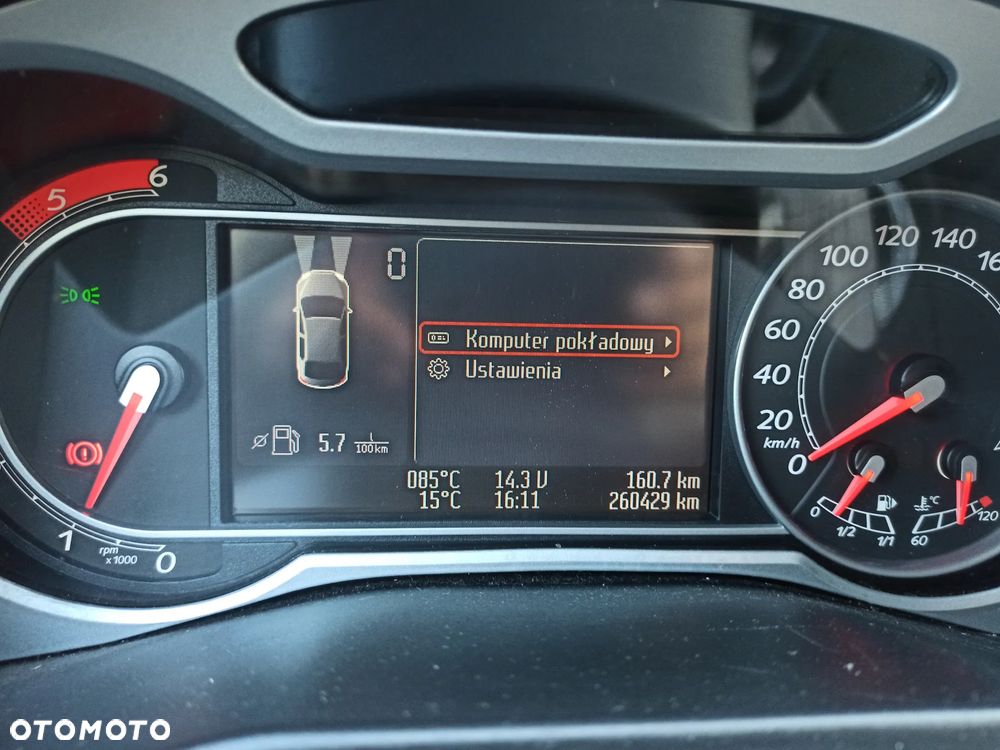 5 6
0
Komputer pokładowy
Ustawienia
5.7 L
100km
085°C 14.3 V 160.7 km
15°C 16:11 260429 km
1 0
rpm
x1000
100 120 140
80
60
40
20
km/h
0
0 1/2 1/1
°C
60 120
OTOMOTO